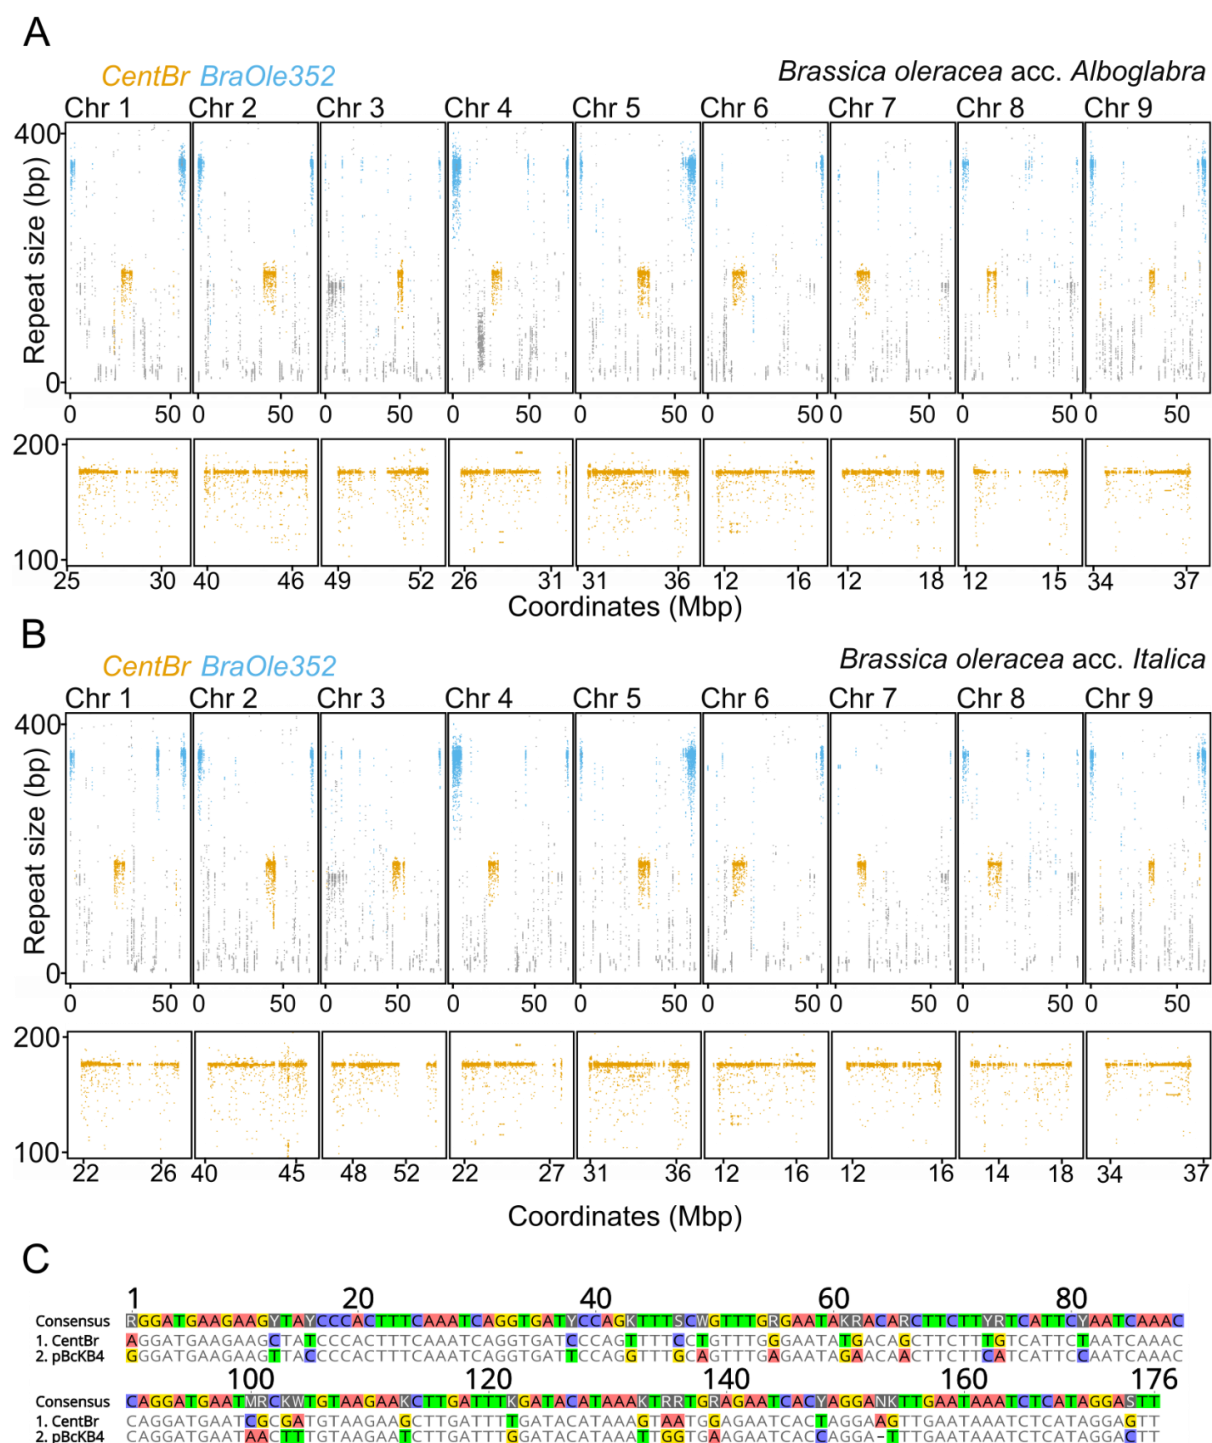 A
CentBr BraOle352
Brassica oleracea acc. Alboglabra
Chr 1 Chr 2 Chr 3 Chr 4 Chr 5 Chr 6 Chr 7 Chr 8 Chr 9
400
Repeat size (bp)
0
0 50 0 50 0 50 0 50 0 50 0 50 0 50 0 50 0 50
200
100
25 30 40 46 49 52 26 31 31 36 12 16 12 18 12 15 34 37
Coordinates (Mbp)
B
CentBr BraOle352
Brassica oleracea acc. Italica
Chr 1 Chr 2 Chr 3 Chr 4 Chr 5 Chr 6 Chr 7 Chr 8 Chr 9
400
Repeat size (bp)
0
0 50 0 50 0 50 0 50 0 50 0 50 0 50 0 50 0 50
200
100
22 26 40 45 48 52 22 27 31 36 12 16 12 16 14 18 34 37
Coordinates (Mbp)
C
1 20 40 60 80
Consensus RGGATGAAGAAGYTAYCCCACTTTCAAATCAGGTGATYCCAGKTTTSCWGTTTGRGAATAKRACARCTTCTTYRTCATTCYAATCAAAC
1. CentBr AGGATGAAGAAGCTATCCCACTTTCAAATCAGGTGATCCCAGTTTTCCTGTTTGGGAATATGACAGCTTCTTTGTCATTCTAATCAAAC
2. pBcKB4 GGGATGAAGAAGTTACCCCACTTTCAAATCAGGTGATTCCAGGTTTGCAGTTTGAGAATAGAACAACTTCTTCATCATTCCAATCAAAC
100 120 140 160 176
Consensus CAGGATGAATMRCKWTGTAAGAAKCTTGATTTKGATACATAAAKTRRTGRAGAATCACYAGGANKTTGAATAAATCTCATAGGASTT
1. CentBr CAGGATGAATCGCGATGTAAGAAGCTTGATTTTGATACATAAAGTAATGGAGAATCACTAGGAAGTTGAATAAATCTCATAGGAGTT
2. pBcKB4 CAGGATGAATAACTTTGTAAGAATCTTGATTTGGATACATAAATTGGTGAAGAATCACCAGGA-TTTGAATAAATCTCATAGGACTT